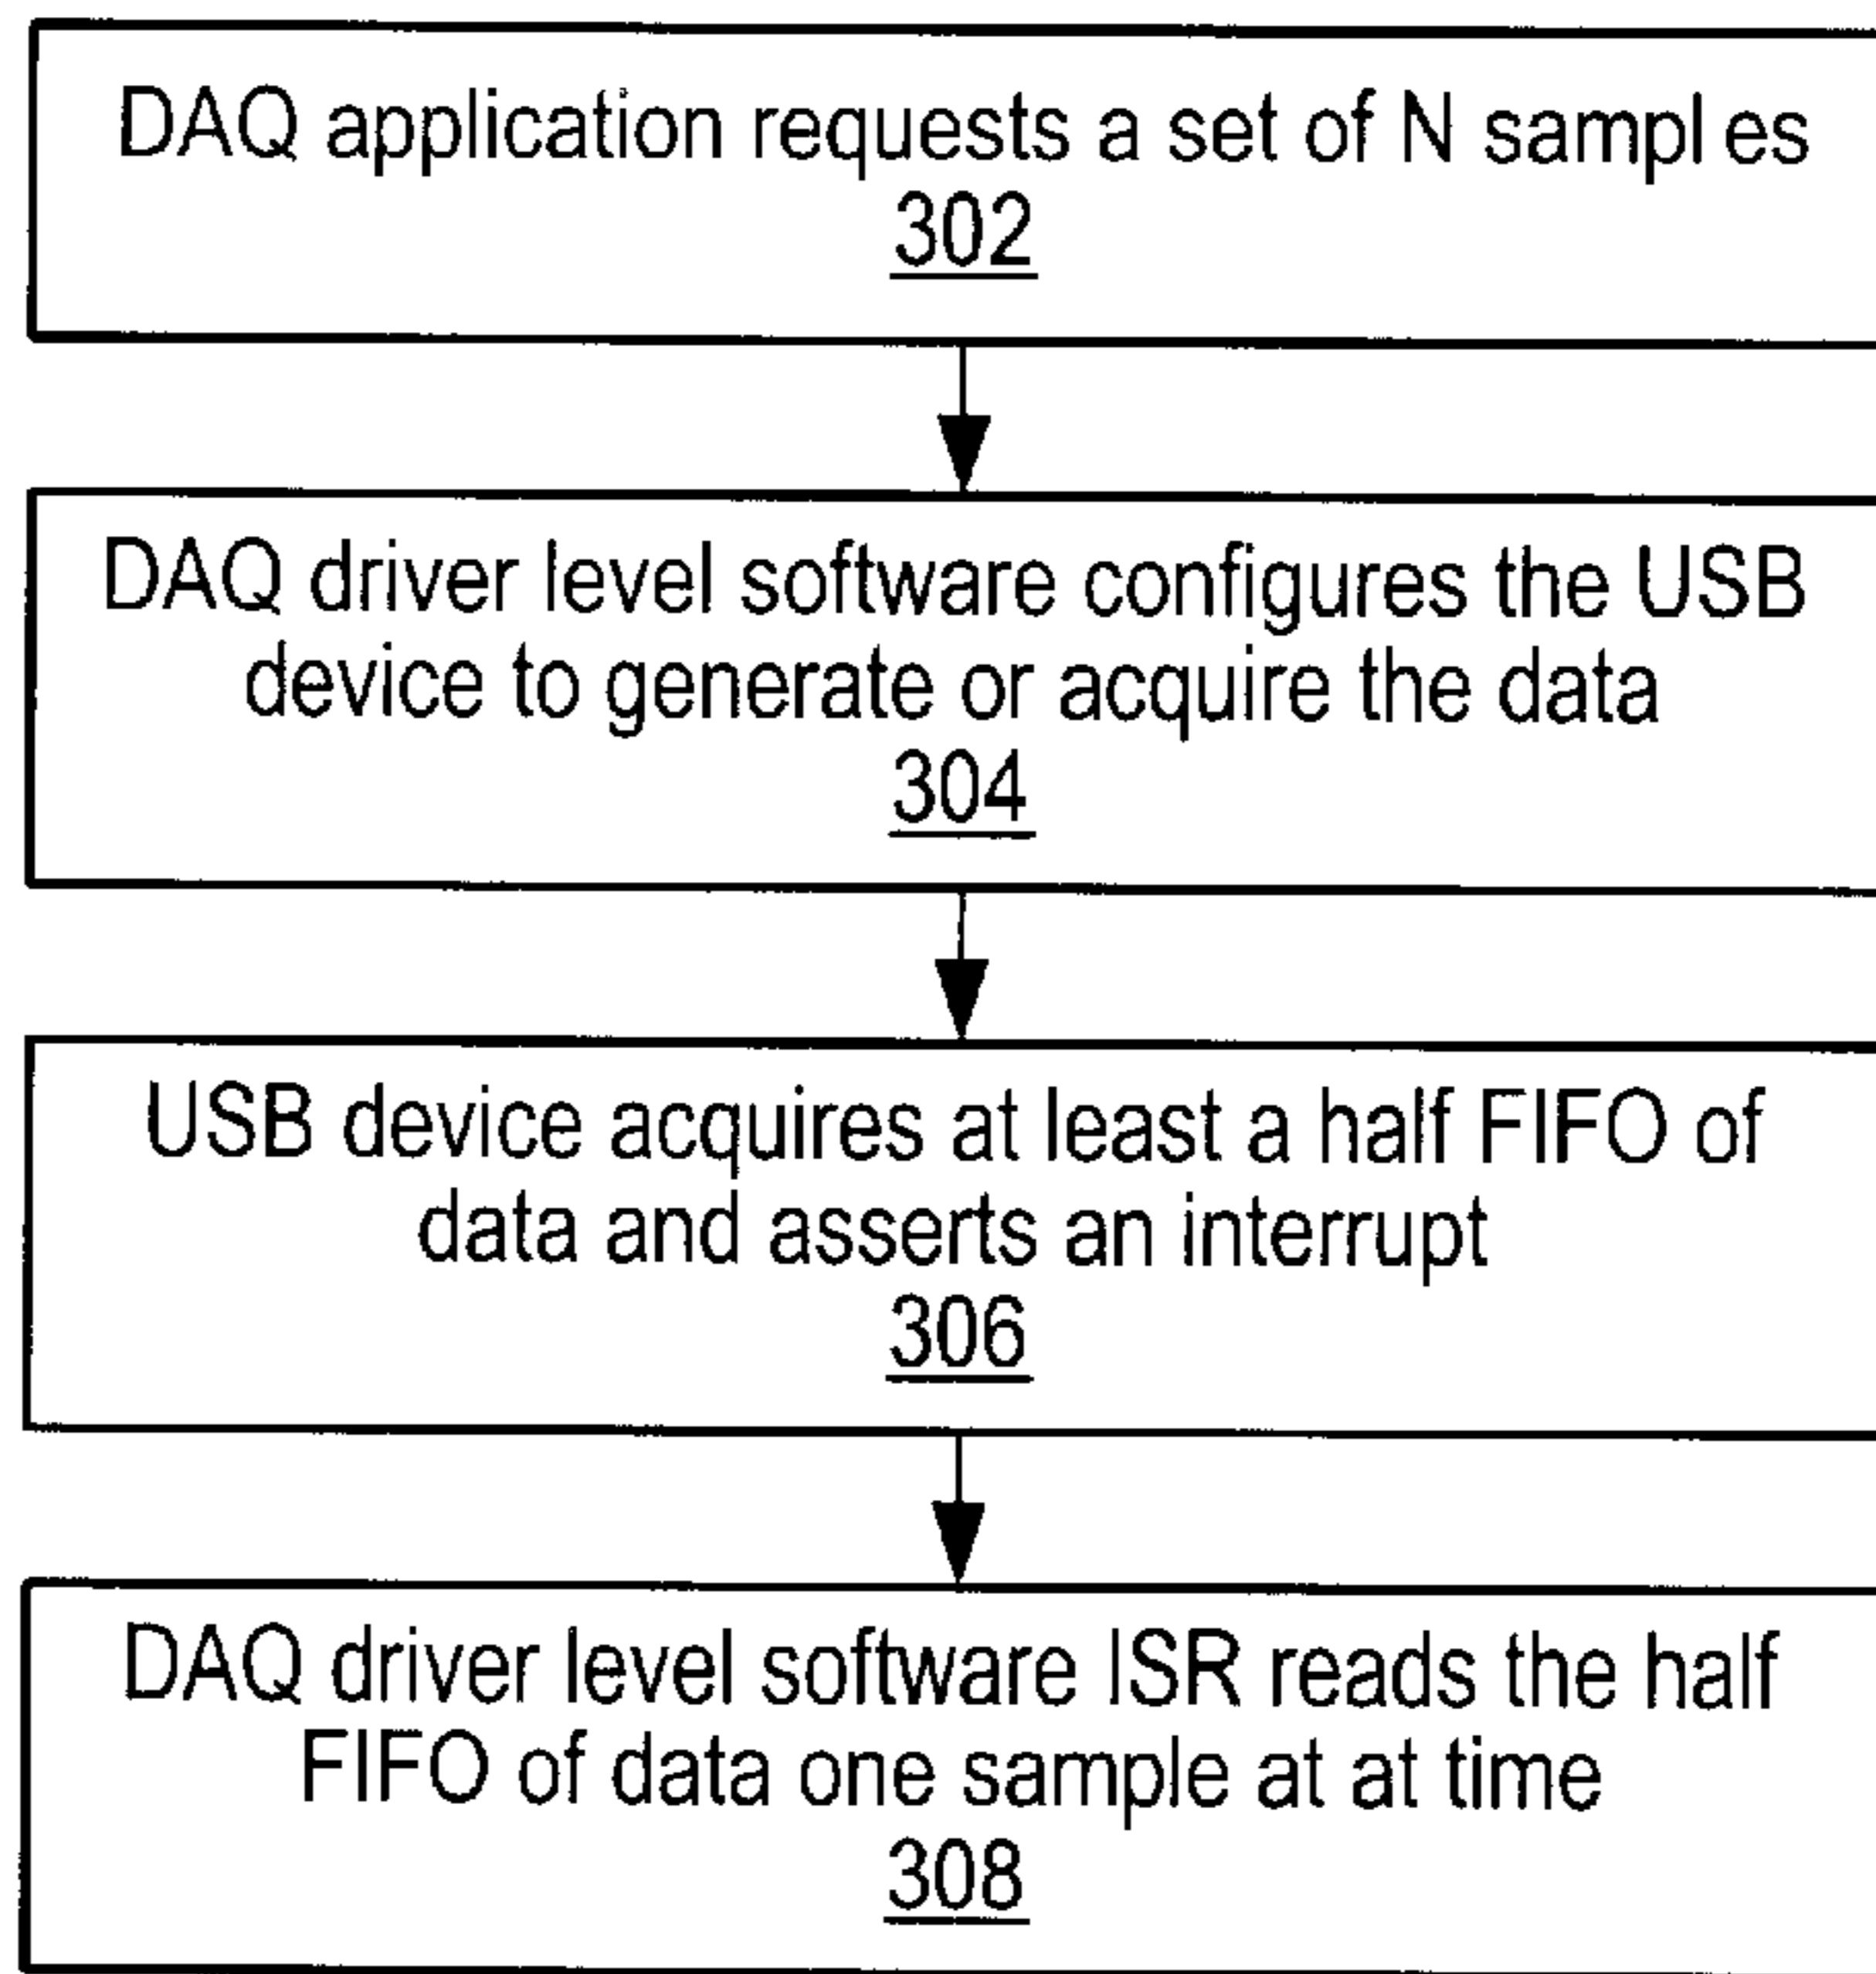 DAQ application requests a set of N samples
302
DAQ driver level software configures the USB
device to generate or acquire the data
304
USB device acquires at least a half FIFO of
data and asserts an interrupt
306
DAQ driver level software ISR reads the half
FIFO of data one sample at at time
308